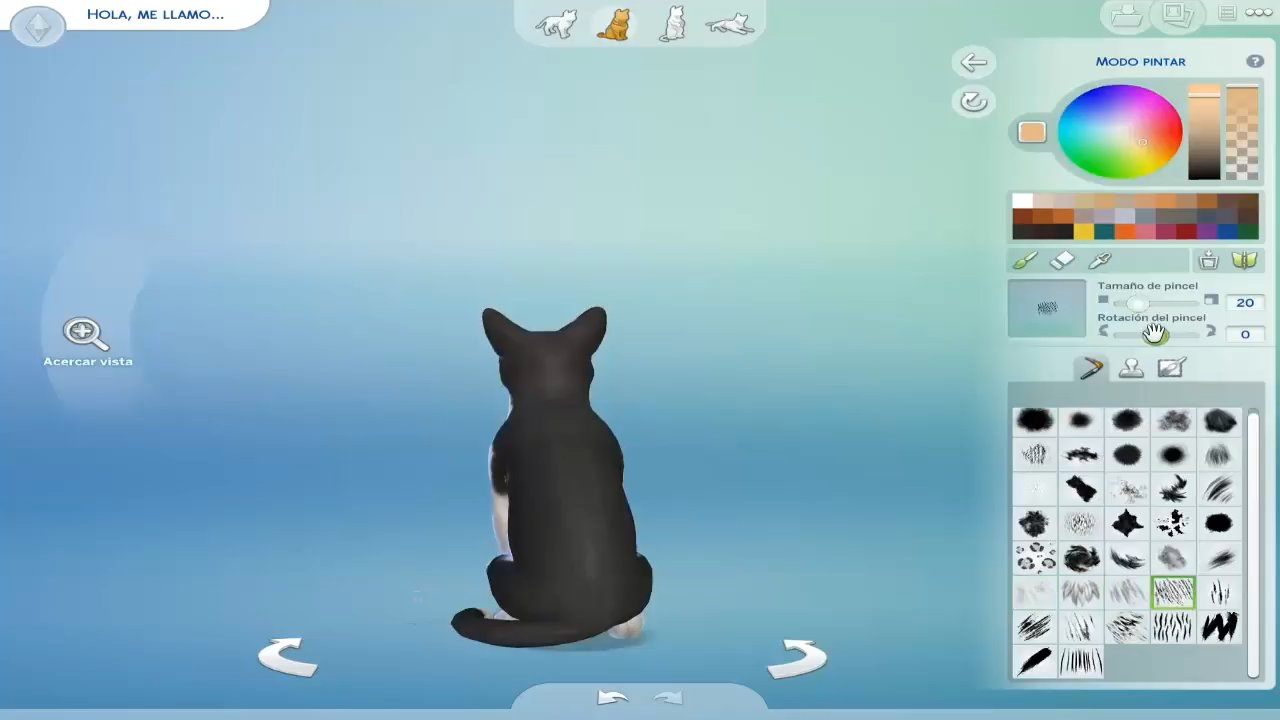 HOLA, ME LLAMO...
MODO PINTAR
?
Tamaño de pincel
20
Rotación del pincel
0
Acercar vista